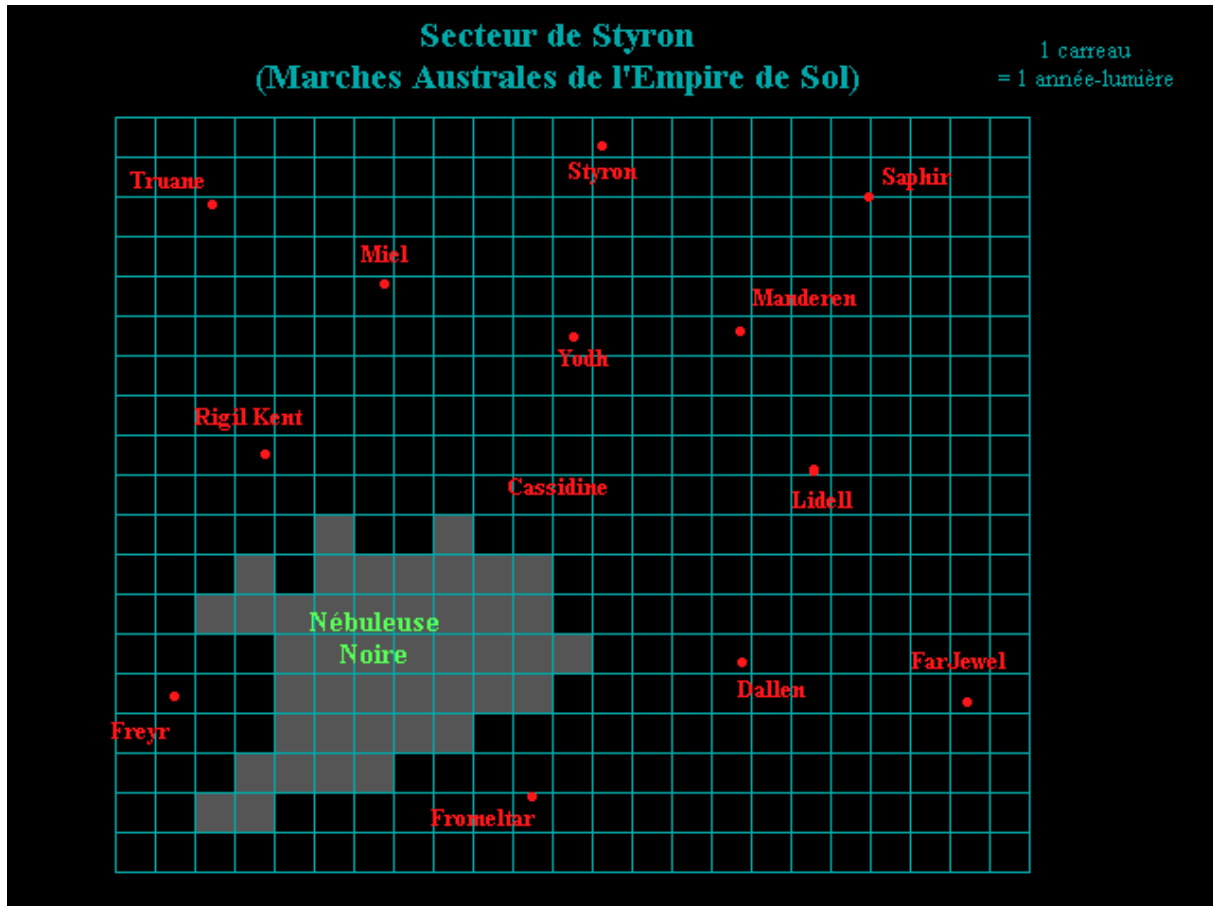 Secteur de Styron
(Marches Australes de l'Empire de Sol)
1 carreau
= 1 année-lumière
Styron
Truane
Saphir
Miel
Manderen
Yodh
Rigil Kent
Cassidine
Lidell
Nébuleuse
Noire
FarJewel
Dallen
Freyr
Fromeltar